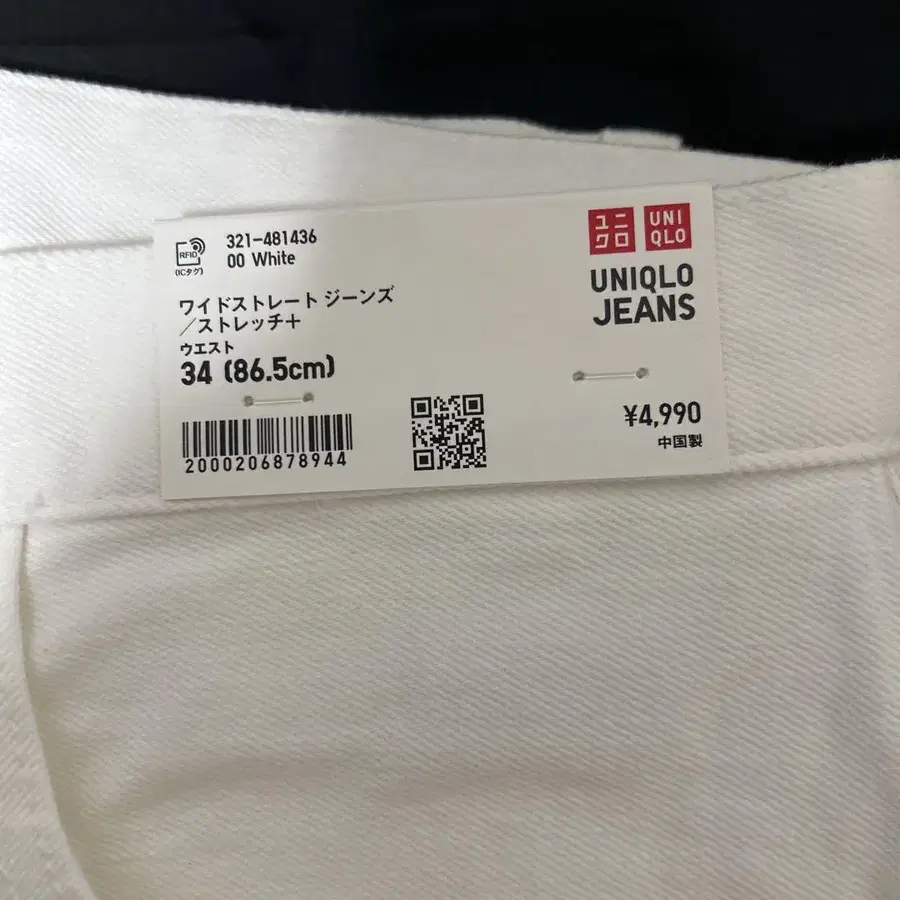 RFID
(ICタグ)
321-481436
00 White
ワイドストレート ジーンズ
/ストレッチ+
ウエスト
34 (86.5cm)
2000206878944
ユニ
クロ
UNI
QLO
UNIQLO
JEANS
¥4,990
中国製